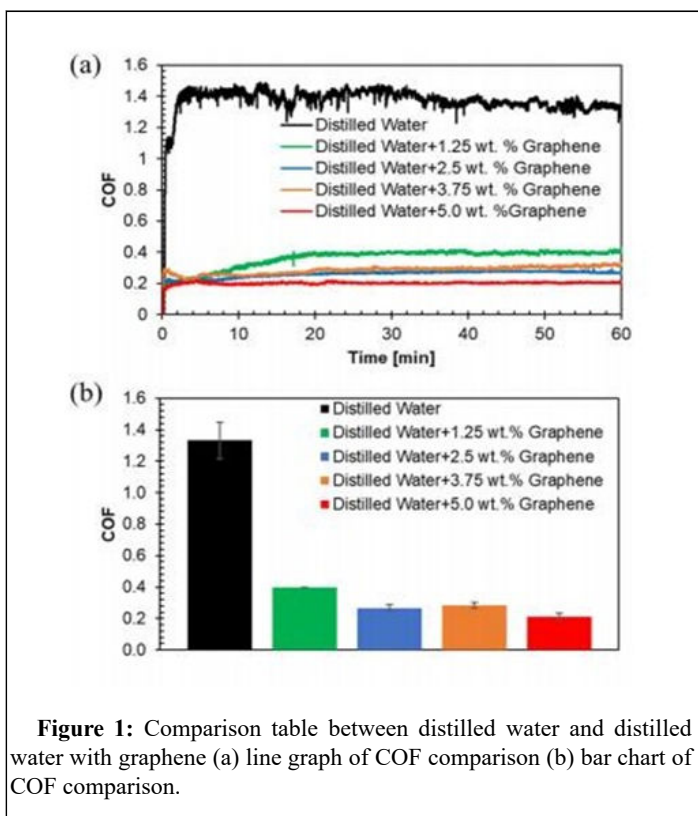 (a)
1.6
1.4
1.2
1
0.8
0.6
0.4
0.2
0
COF
Distilled Water
Distilled Water+1.25 wt. % Graphene
Distilled Water+2.5 wt. % Graphene
Distilled Water+3.75 wt. % Graphene
Distilled Water+5.0 wt. %Graphene
0 10 20 30 40 50 60
Time [min]
(b)
1.6
1.4
1.2
1.0
0.8
0.6
0.4
0.2
0.0
COF
Distilled Water
Distilled Water+1.25 wt.% Graphene
Distilled Water+2.5 wt.% Graphene
Distilled Water+3.75 wt.% Graphene
Distilled Water+5.0 wt.% Graphene
Figure 1: Comparison table between distilled water and distilled
water with graphene (a) line graph of COF comparison (b) bar chart of
COF comparison.